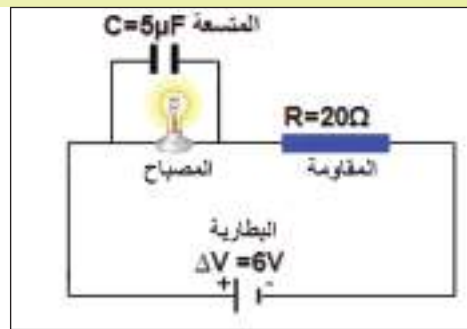 C=5µF المتسعة
R=20Ω
المصباح
المقاومة
البطارية
ΔV =6V
+ -